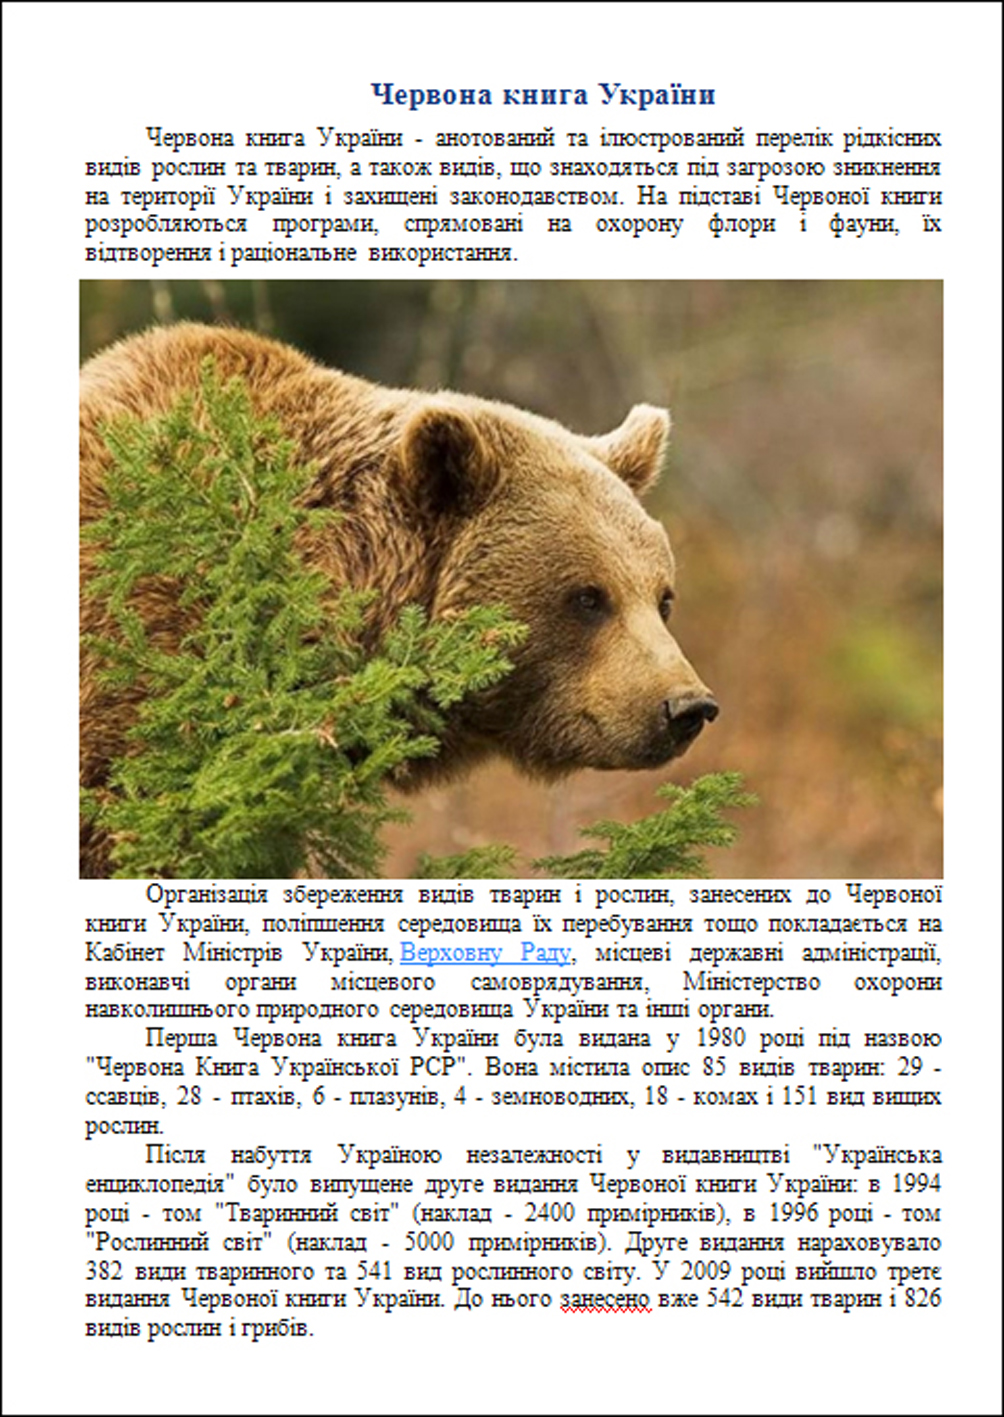 Червона книга України
Червона книга України - анотований та ілюстрований перелік рідкісних
видів рослин та тварин, а також видів, що знаходяться під загрозою зникнення
на території України і захищені законодавством. На підставі Червоної книги
розробляються програми, спрямовані на охорону флори і фауни, їх
відтворення і раціональне використання.
Організація збереження видів тварин і рослин, занесених до Червоної
книги України, поліпшення середовища їх перебування тощо покладається на
Кабінет Міністрів України, Верховну Раду, місцеві державні адміністрації,
виконавчі органи місцевого самоврядування, Міністерство охорони
навколишнього природного середовища України та інші органи.
Перша Червона книга України була видана у 1980 році під назвою
"Червона Книга Української РСР". Вона містила опис 85 видів тварин: 29 -
ссавців, 28 - птахів, 6 - плазунів, 4 - земноводних, 18 - комах і 151 вид вищих
рослин.
Після набуття Україною незалежності у видавництві "Українська
енциклопедія" було випущене друге видання Червоної книги України: в 1994
році - том "Тваринний світ" (наклад - 2400 примірників), в 1996 році - том
"Рослинний світ" (наклад - 5000 примірників). Друге видання нараховувало
382 види тваринного та 541 вид рослинного світу. У 2009 році вийшло третє
видання Червоної книги України. До нього занесено вже 542 види тварин і 826
видів рослин і грибів.